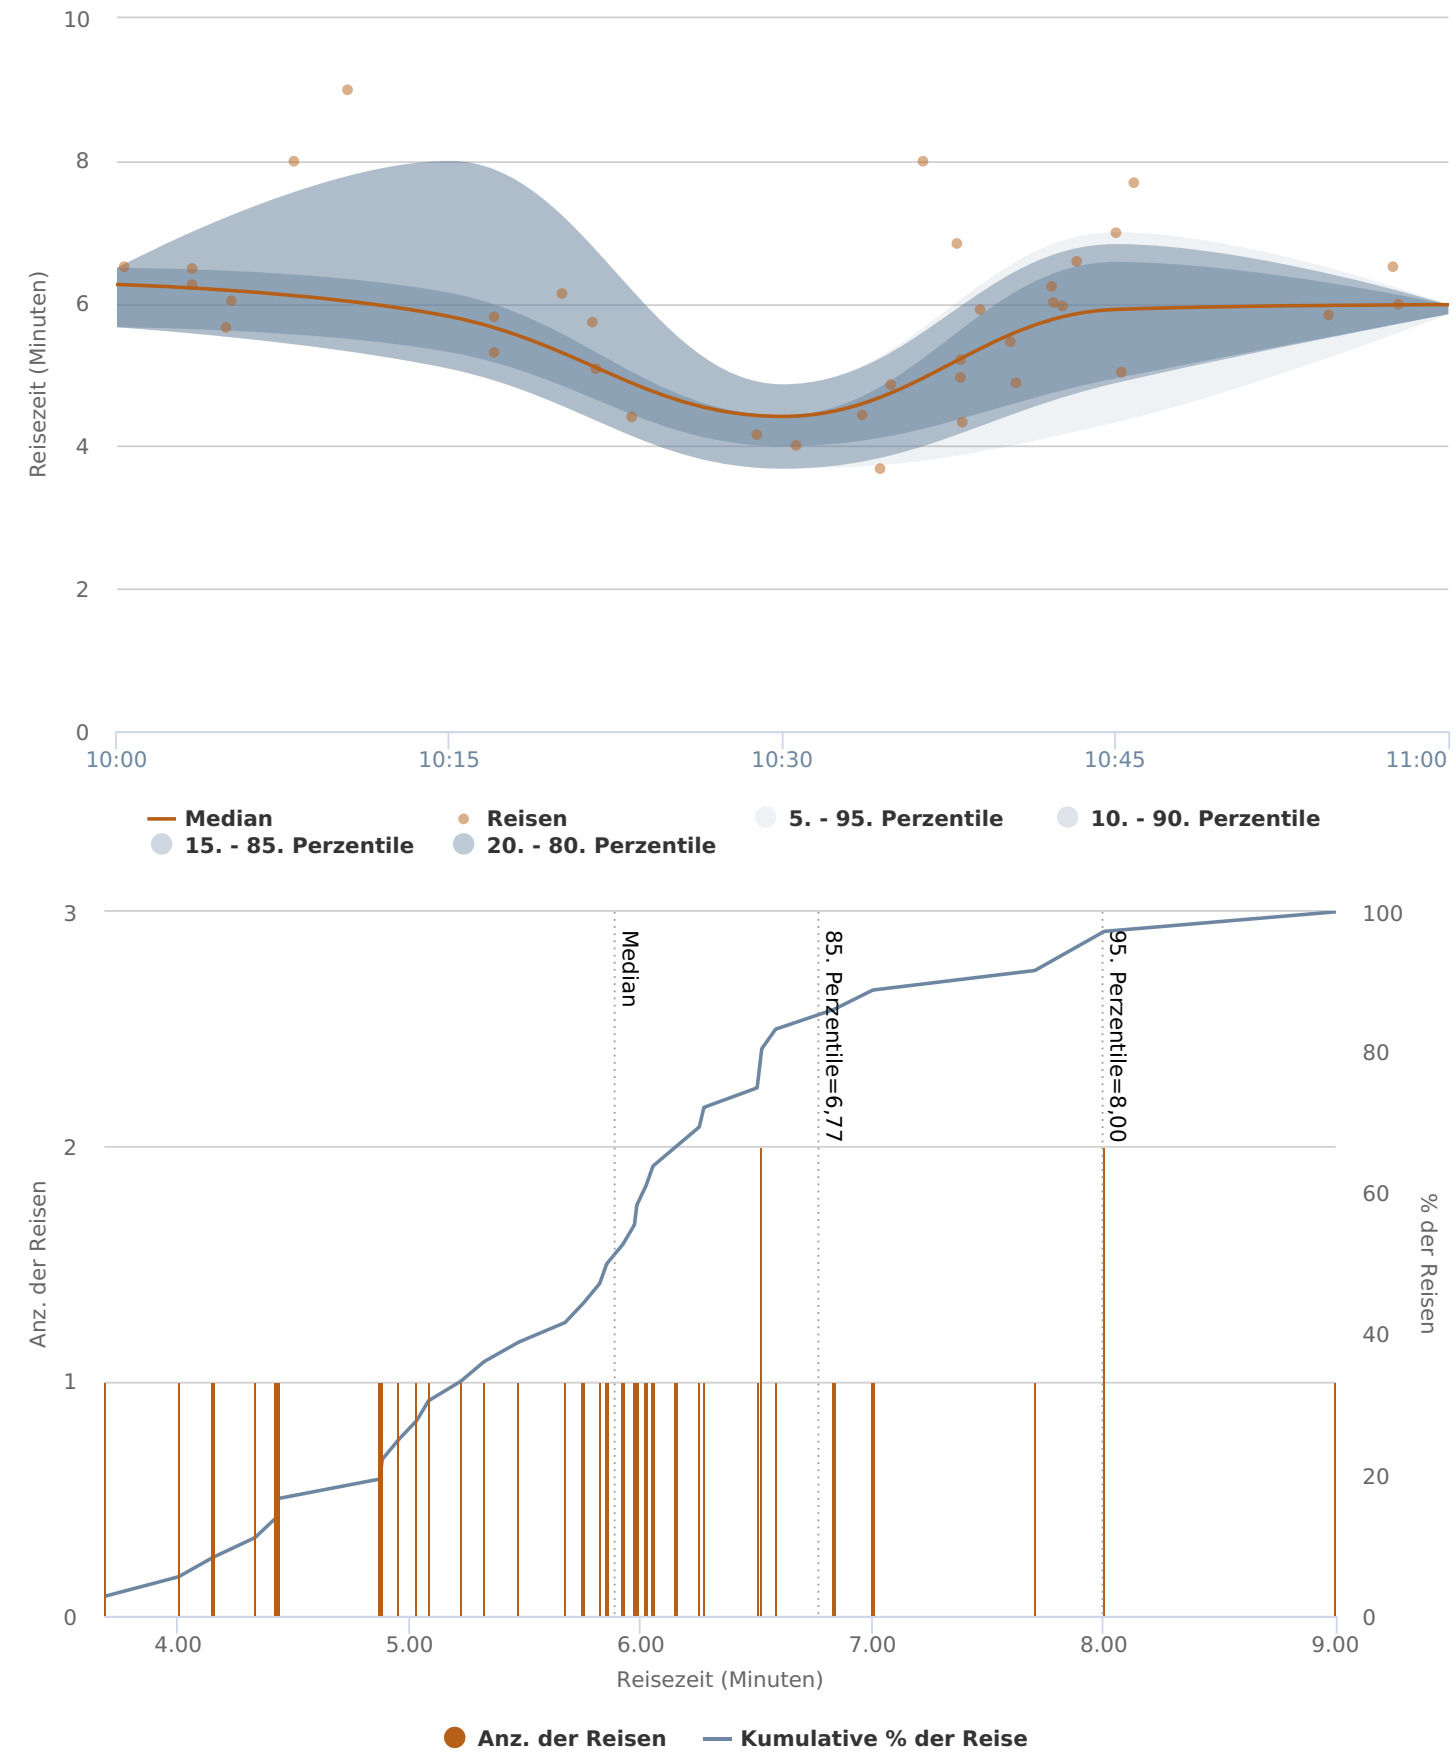 10
8
6
4
2
0
Reisezeit (Minuten)
10:00 10:15 10:30 10:45 11:00
Median Reisen 5. - 95. Perzentile 10. - 90. Perzentile
15. - 85. Perzentile 20. - 80. Perzentile
3
2
1
0
Anz. der Reisen
Median
85. Perzentile=6,77
95. Perzentile=8,00
100
80
60
40
20
0
% der Reisen
4.00 5.00 6.00 7.00 8.00 9.00
Reisezeit (Minuten)
Anz. der Reisen Kumulative % der Reise